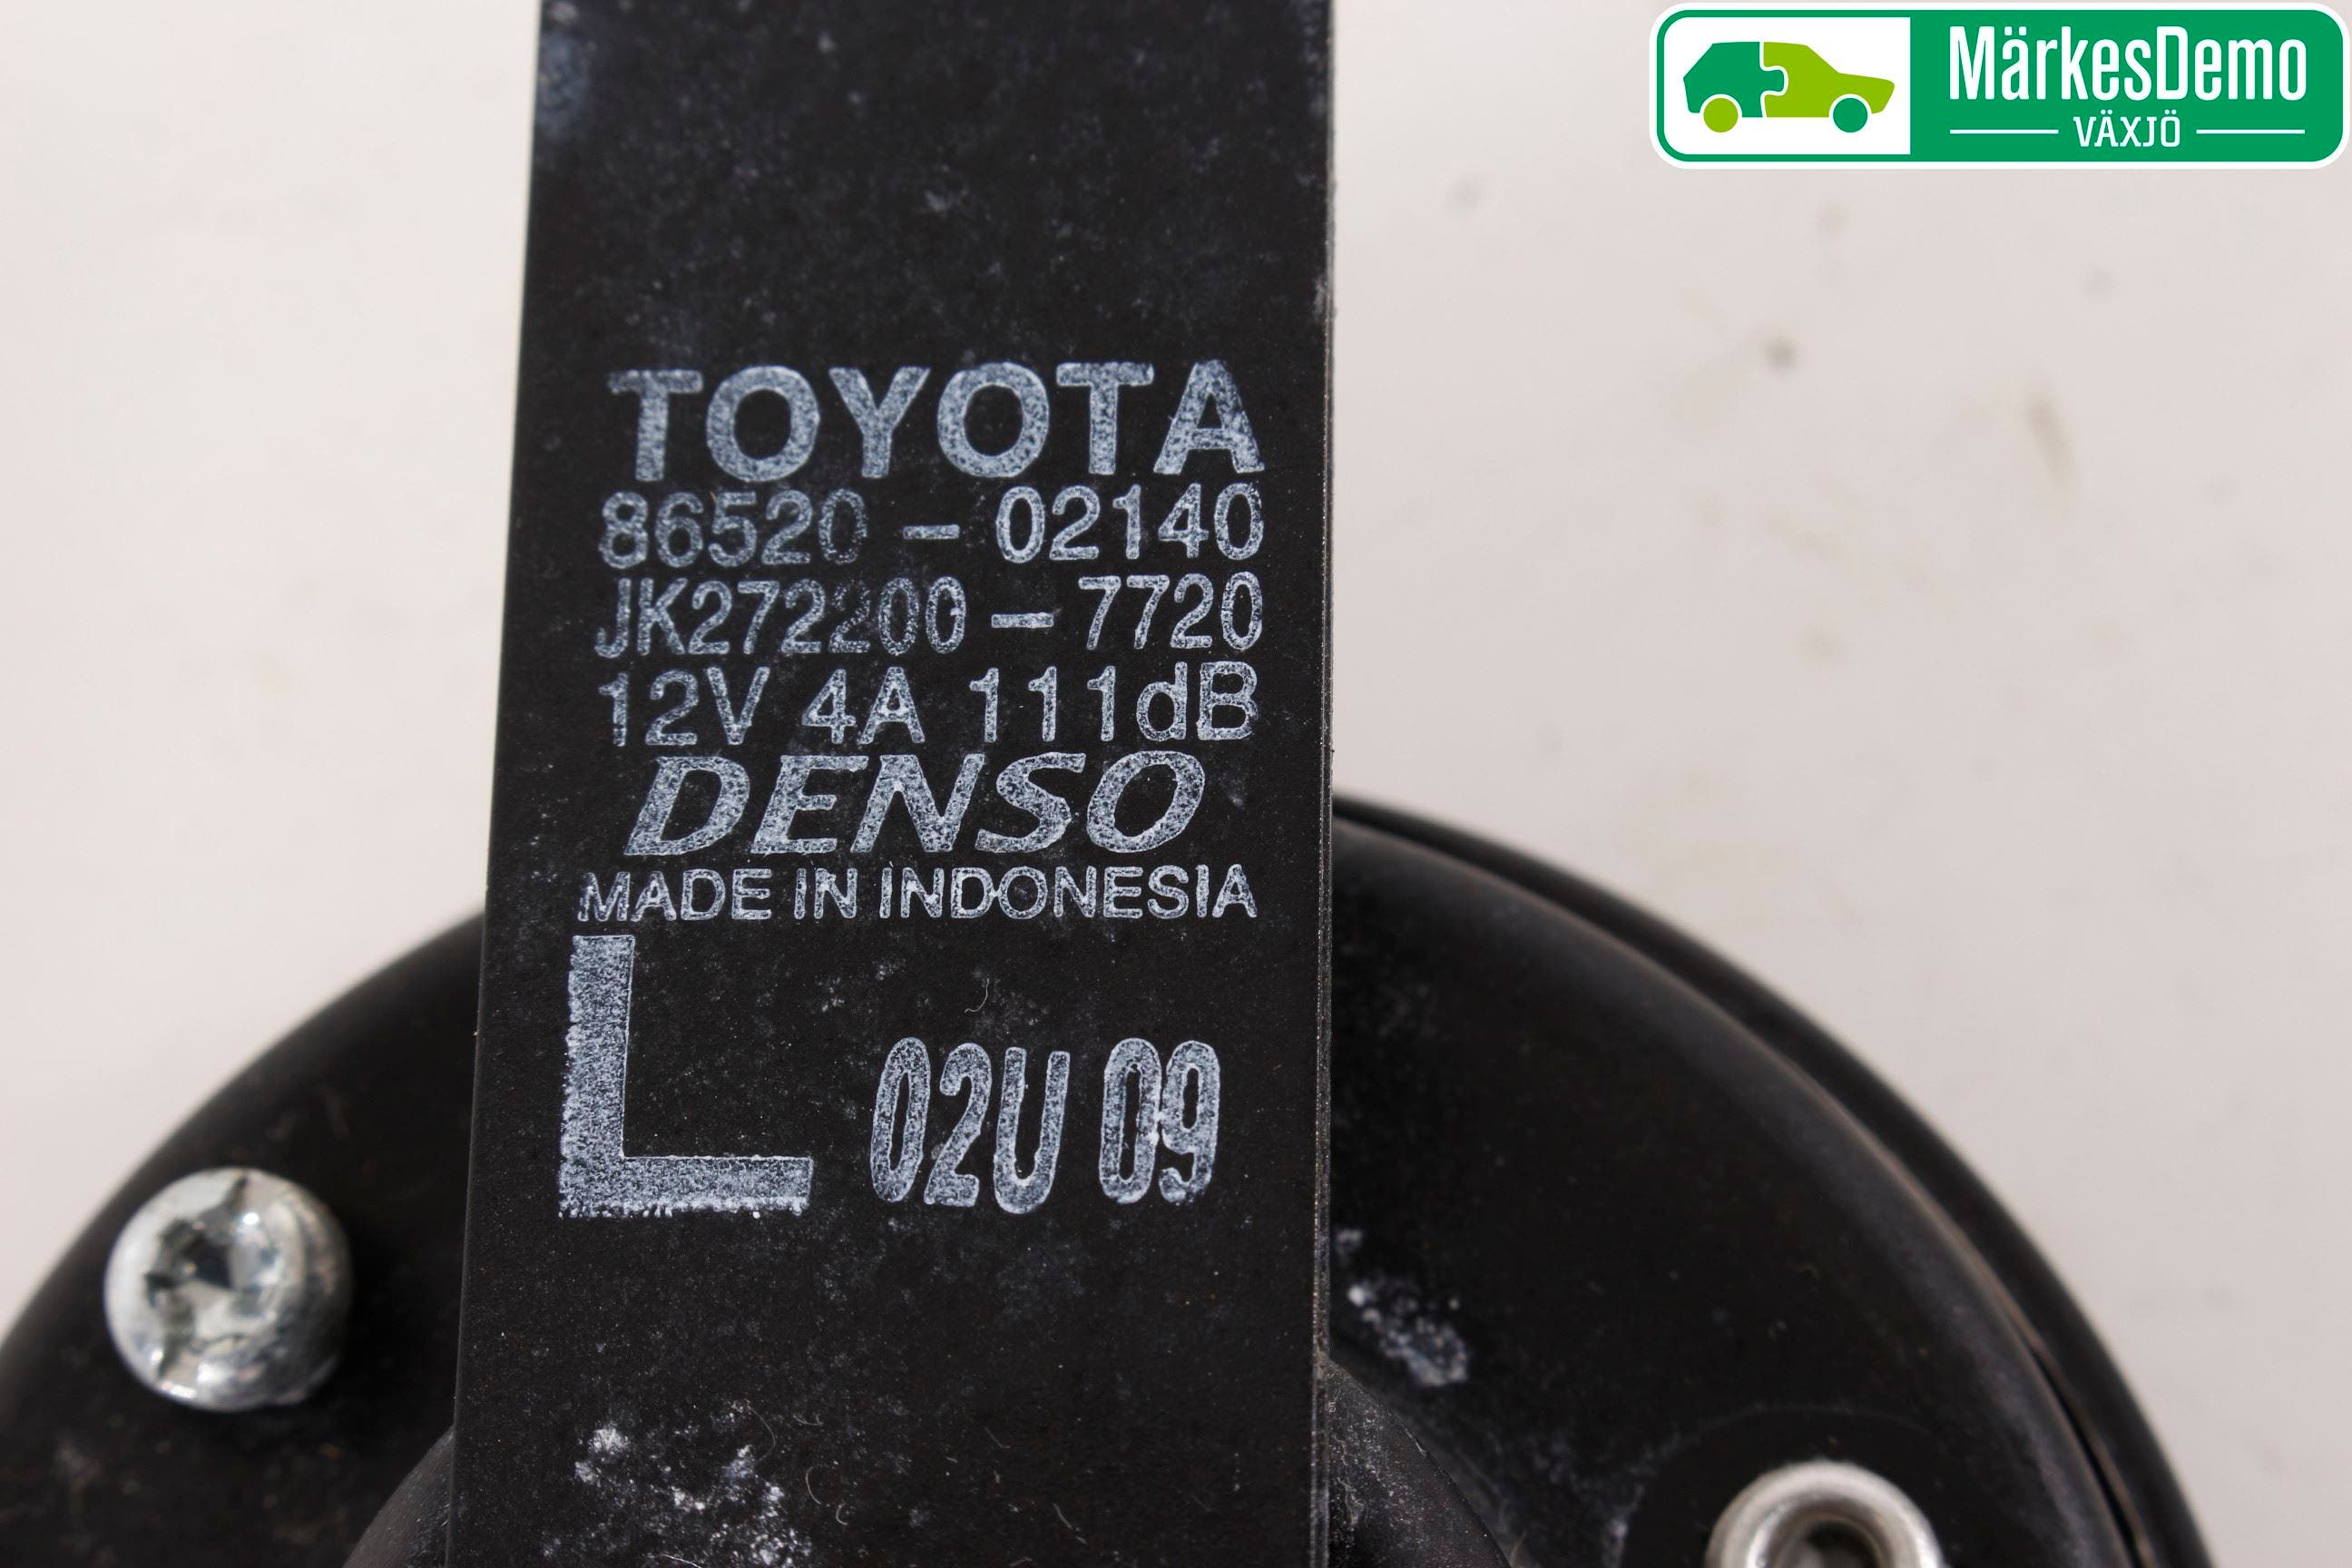 MärkesDemo
VÄXJÖ
TOYOTA
86520 - 02140
JK272200 - 7720
12V 4A 111dB
DENSO
MADE IN INDONESIA
L 02U 09